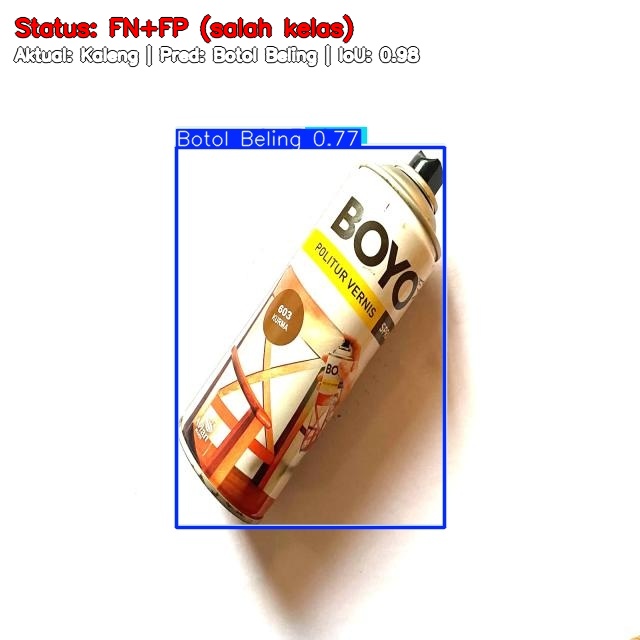 Status: FN+FP (salah kelas)
Aktual: Kaleng | Pred: Botol Beling | IoU: 0.98
Botol Beling 0.77
BOYO
POLITUR VERNIS
603
KURMA
BO